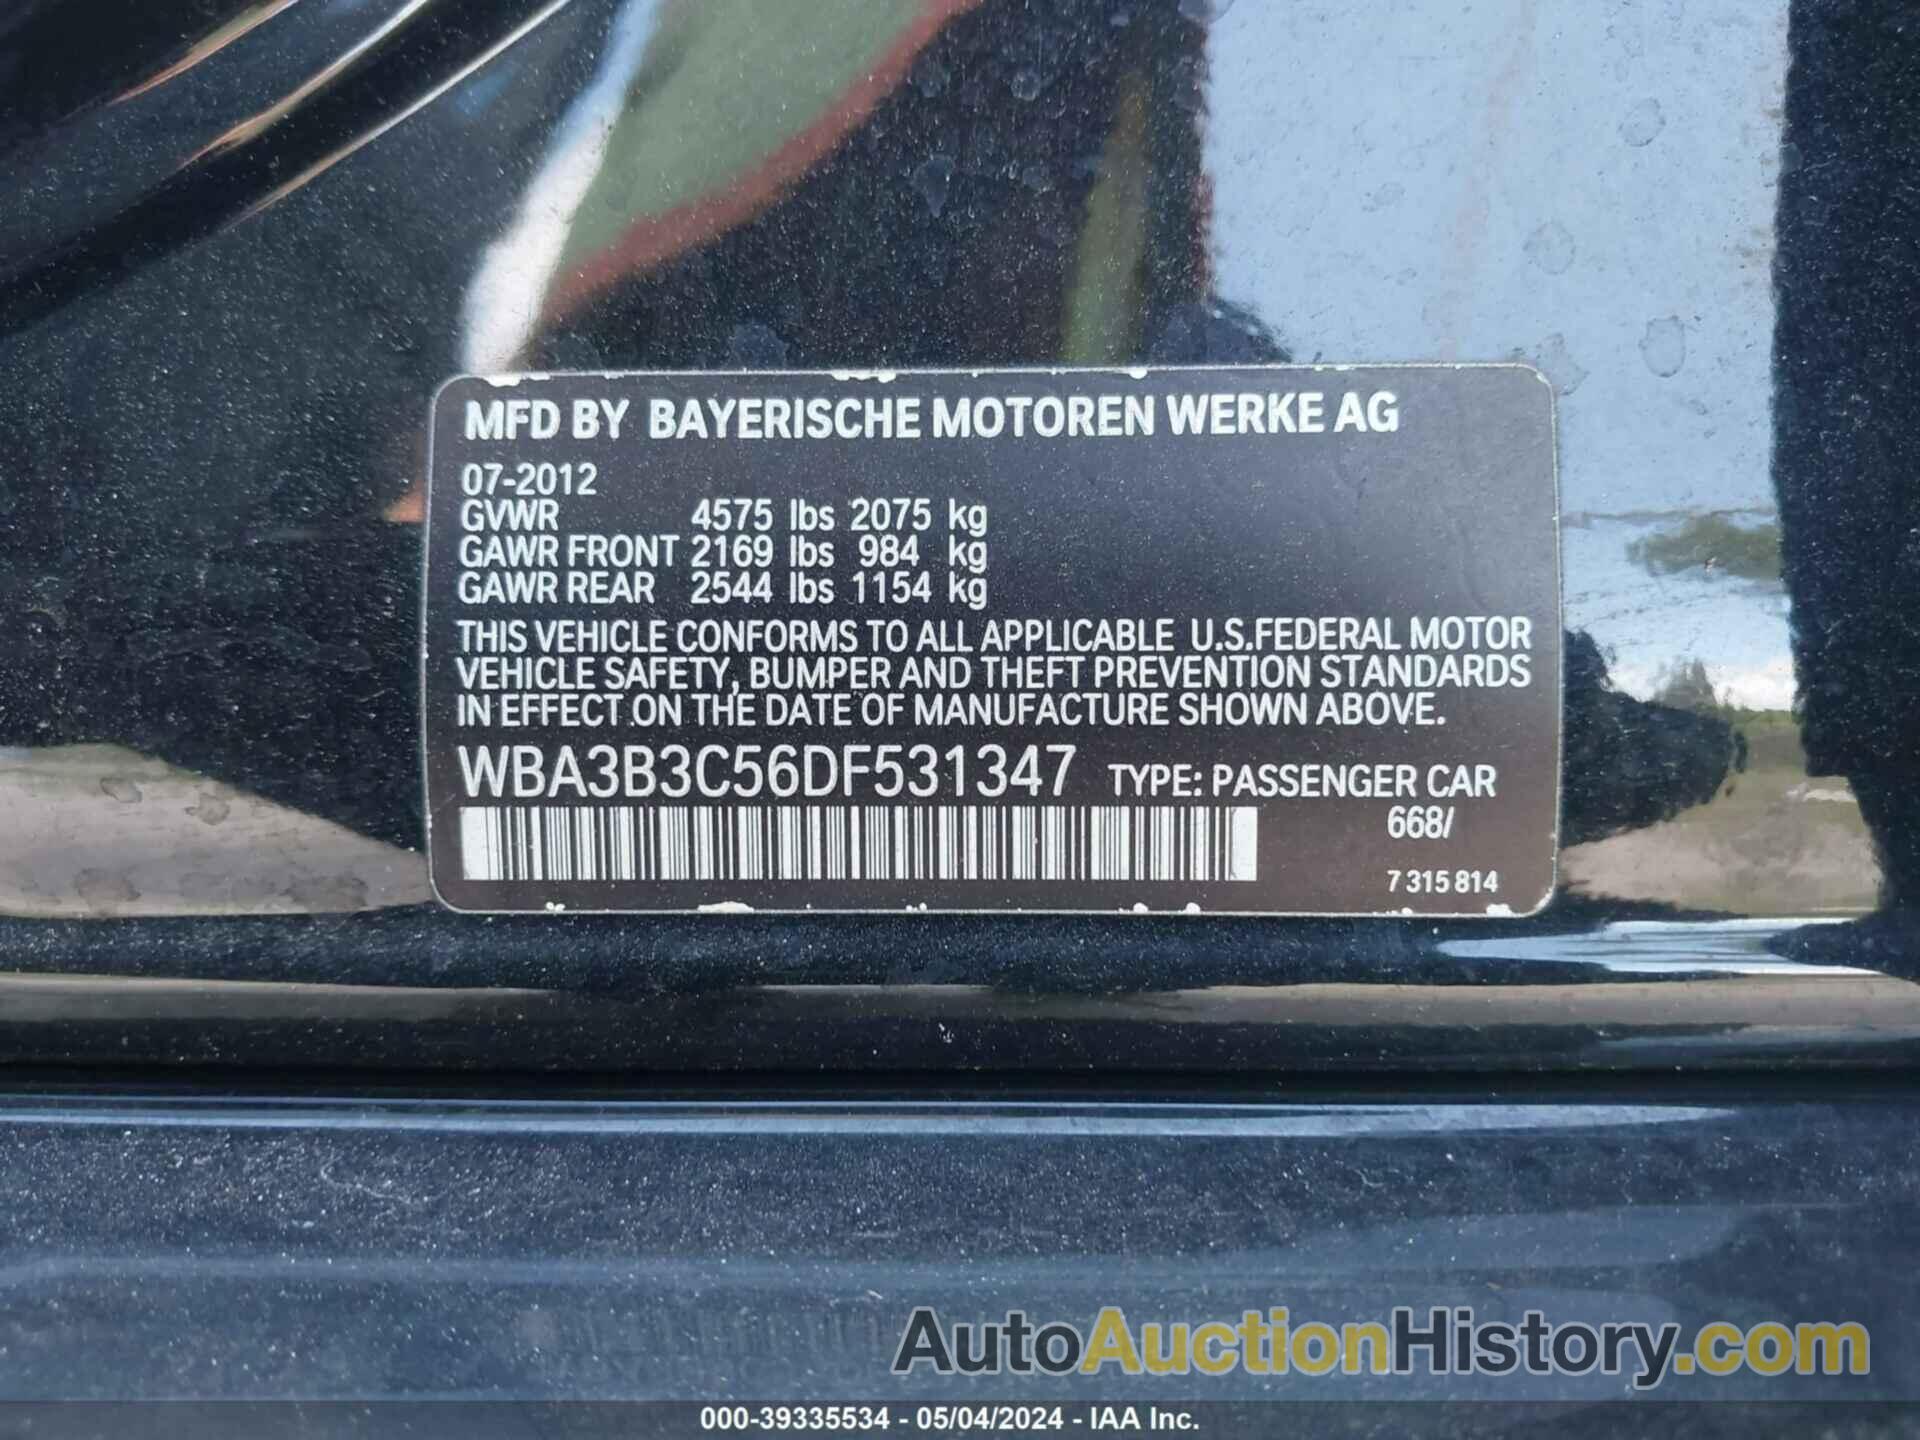 MFD BY BAYERISCHE MOTOREN WERKE AG
07-2012
GVWR 4575 lbs 2075 kg
GAWR FRONT 2169 lbs 984 kg
GAWR REAR 2544 lbs 1154 kg
THIS VEHICLE CONFORMS TO ALL APPLICABLE U.S.FEDERAL MOTOR
VEHICLE SAFETY, BUMPER AND THEFT PREVENTION STANDARDS
IN EFFECT ON THE DATE OF MANUFACTURE SHOWN ABOVE.
WBA3B3C56DF531347 TYPE: PASSENGER CAR
668/
7 315 814
AutoAuctionHistory.com
000-39335534 - 05/04/2024 - IAA Inc.